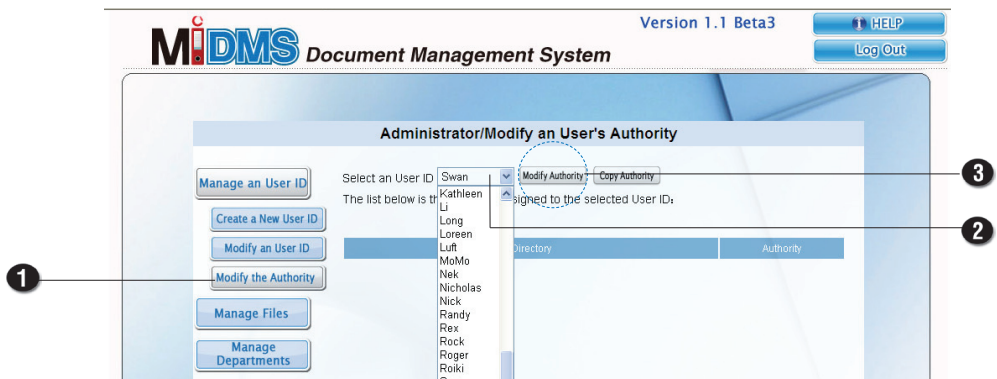 Version 1.1 Beta3
HELP
MiDMS Document Management System
Log Out
Administrator/Modify an User's Authority
Manage an User ID
Select an User ID Swan Modify Authority Copy Authority
The list below is th signed to the selected User ID:
Kathleen
Li
Long
Loreen
Luft
MoMo
Nek
Nicholas
Nick
Randy
Rex
Rock
Roger
Roiki
Directory Authority
Create a New User ID
Modify an User ID
Modify the Authority
Manage Files
Manage
Departments
1
2
3